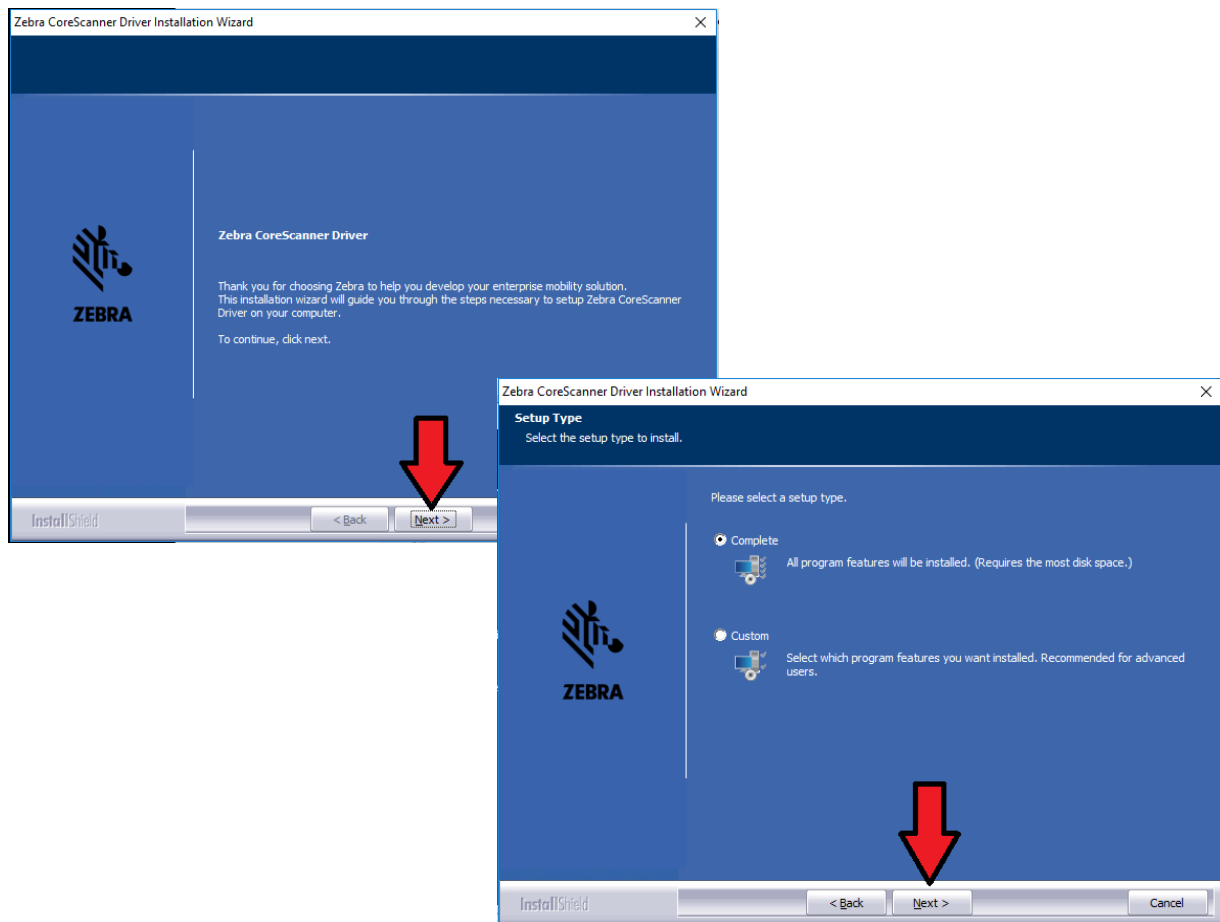 Zebra CoreScanner Driver Installation Wizard
Zebra CoreScanner Driver
Thank you for choosing Zebra to help you develop your enterprise mobility solution.
This installation wizard will guide you through the steps necessary to setup Zebra CoreScanner
Driver on your computer.
To continue, click next.
ZEBRA
InstallShield
< Back
Next >
Zebra CoreScanner Driver Installation Wizard
Setup Type
Select the setup type to install.
Please select a setup type.
Complete
All program features will be installed. (Requires the most disk space.)
Custom
Select which program features you want installed. Recommended for advanced
users.
ZEBRA
InstallShield
< Back
Next >
Cancel